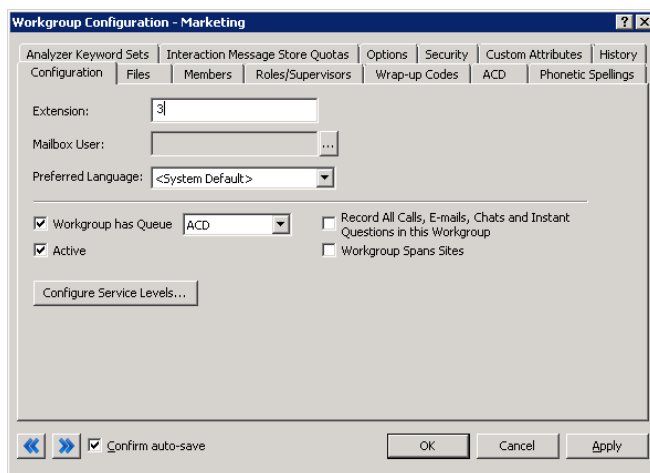 Workgroup Configuration - Marketing
Analyzer Keyword Sets Interaction Message Store Quotas Options Security Custom Attributes History
Configuration Files Members Roles/Supervisors Wrap-up Codes ACD Phonetic Spellings
Extension: 3
Mailbox User: ...
Preferred Language: <System Default>
Workgroup has Queue ACD
Record All Calls, E-mails, Chats and Instant
Questions in this Workgroup
Active
Workgroup Spans Sites
Configure Service Levels...
Confirm auto-save OK Cancel Apply